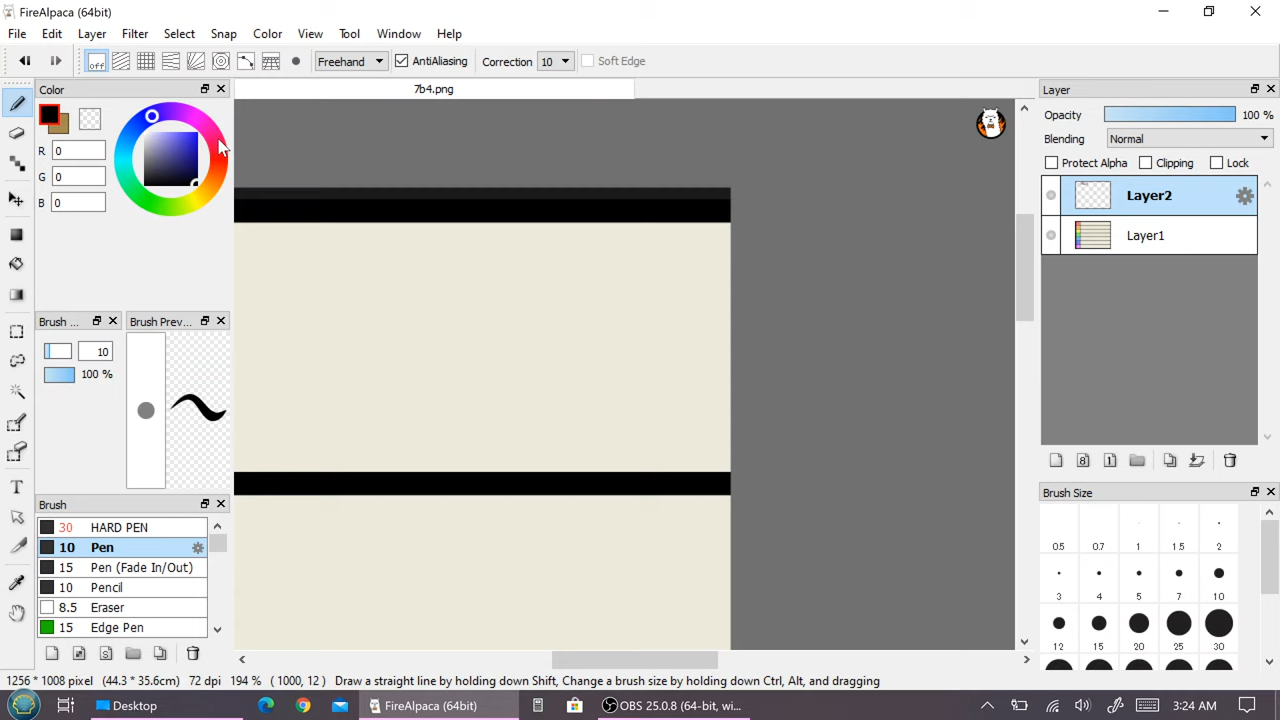 FireAlpaca (64bit)
File Edit Layer Filter Select Snap Color View Tool Window Help
off Freehand AntiAliasing Correction 10 Soft Edge
Color
7b4.png
Layer
R 0
G 0
B 0
Opacity 100 %
Blending Normal
Protect Alpha Clipping Lock
Layer2
Layer1
Brush ...
Brush Prev...
10
100 %
Brush
30 HARD PEN
10 Pen
15 Pen (Fade In/Out)
10 Pencil
8.5 Eraser
15 Edge Pen
8 1
Brush Size
0.5 0.7 1 1.5 2
3 4 5 7 10
12 15 20 25 30
1256 * 1008 pixel (44.3 * 35.6cm) 72 dpi 194 % ( 1000, 12 ) Draw a straight line by holding down Shift, Change a brush size by holding down Ctrl, Alt, and dragging
Desktop FireAlpaca (64bit) OBS 25.0.8 (64-bit, wi... 3:24 AM